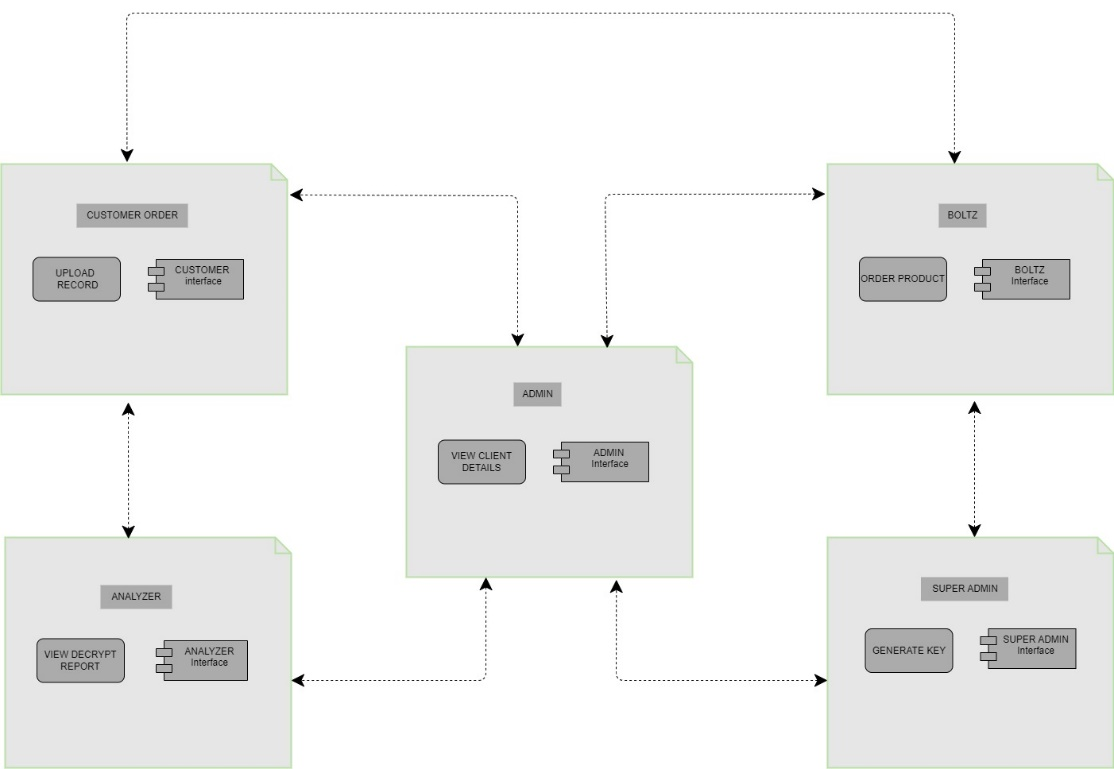 CUSTOMER ORDER
UPLOAD
RECORD
CUSTOMER
interface
BOLTZ
ORDER PRODUCT
BOLTZ
Interface
ADMIN
VIEW CLIENT
DETAILS
ADMIN
Interface
ANALYZER
VIEW DECRYPT
REPORT
ANALYZER
Interface
SUPER ADMIN
GENERATE KEY
SUPER ADMIN
Interface